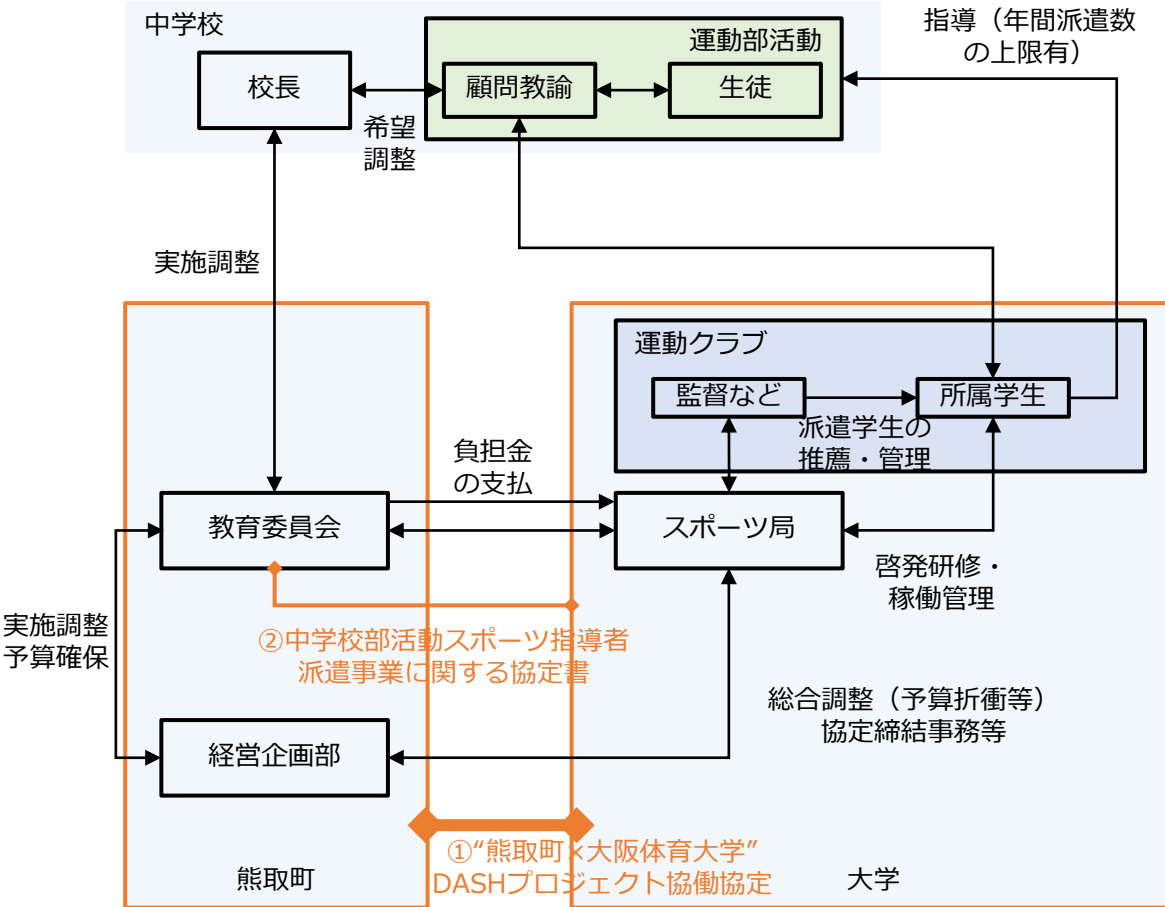 中学校
運動部活動
校長
顧問教諭
生徒
指導（年間派遣数
の上限有）
希望
調整
実施調整
運動クラブ
監督など
所属学生
派遣学生の
推薦・管理
負担金
の支払
教育委員会
スポーツ局
啓発研修・
稼働管理
②中学校部活動スポーツ指導者
派遣事業に関する協定書
実施調整
予算確保
総合調整（予算折衝等）
協定締結事務等
経営企画部
①“熊取町×大阪体育大学”
DASHプロジェクト協働協定
熊取町
大学